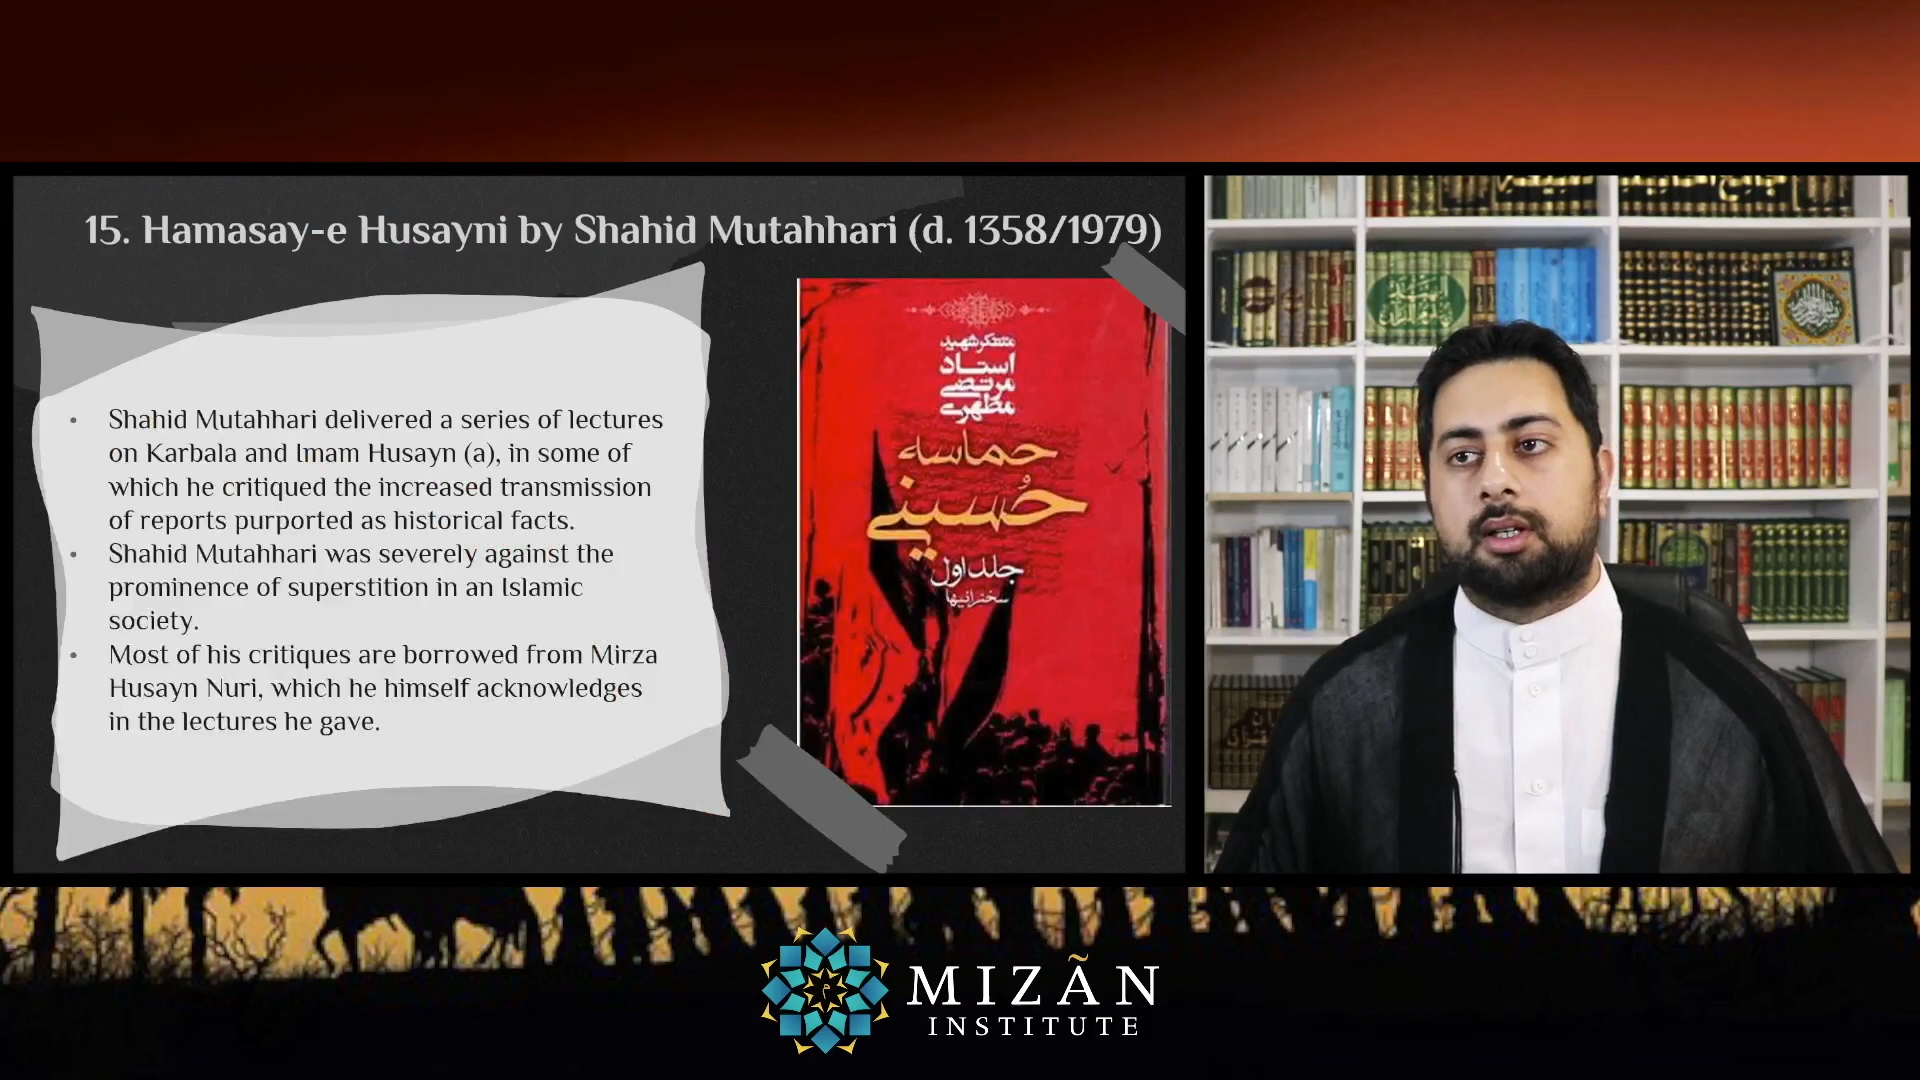 15. Hamasay-e Husayni by Shahid Mutahhari (d. 1358/1979)
• Shahid Mutahhari delivered a series of lectures
on Karbala and Imam Husayn (a), in some of
which he critiqued the increased transmission
of reports purported as historical facts.
• Shahid Mutahhari was severely against the
prominence of superstition in an Islamic
society.
• Most of his critiques are borrowed from Mirza
Husayn Nuri, which he himself acknowledges
in the lectures he gave.
متفکر شهید
استاد
مرتضی
مطهری
حماسه
حُسینی
جلد اول
سخنرانیها
MIZÃN
INSTITUTE